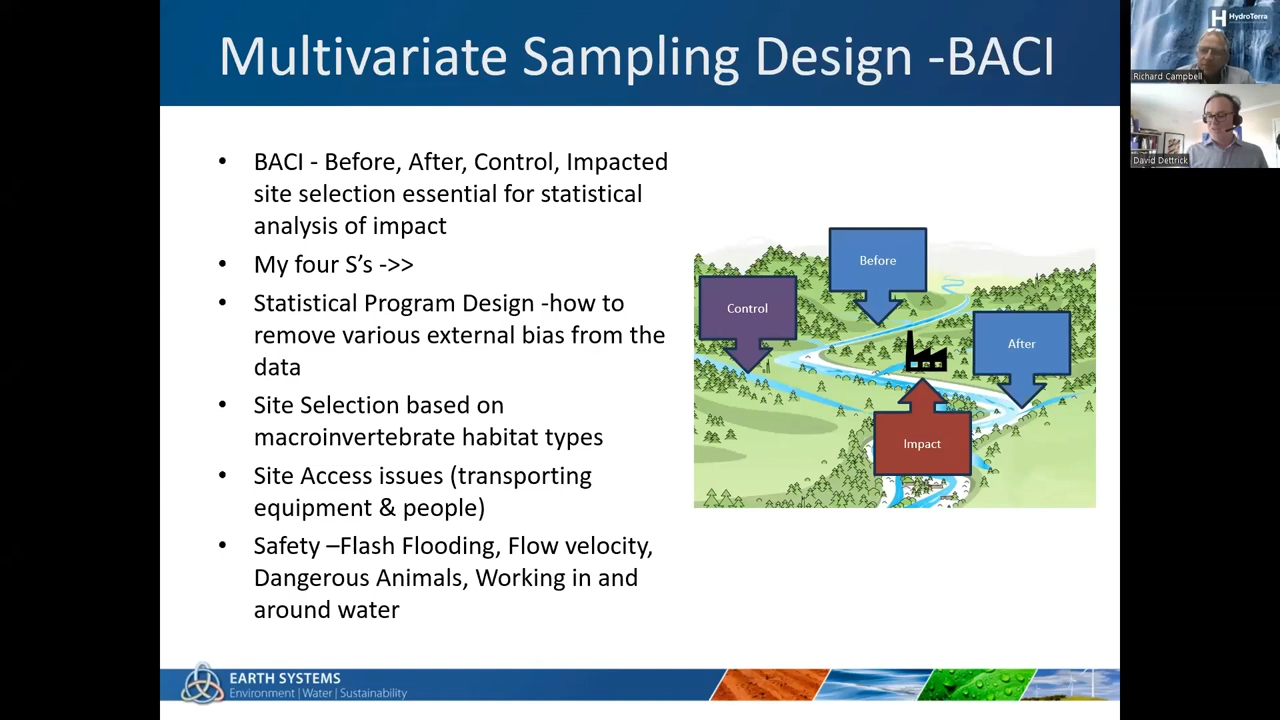 Multivariate Sampling Design -BACI
• BACI - Before, After, Control, Impacted
site selection essential for statistical
analysis of impact
• My four S’s ->>
• Statistical Program Design -how to
remove various external bias from the
data
• Site Selection based on
macroinvertebrate habitat types
• Site Access issues (transporting
equipment & people)
• Safety –Flash Flooding, Flow velocity,
Dangerous Animals, Working in and
around water
Before
Control
After
Impact
EARTH SYSTEMS
Environment | Water | Sustainability
HydroTerra
Richard Campbell
David Dettrick